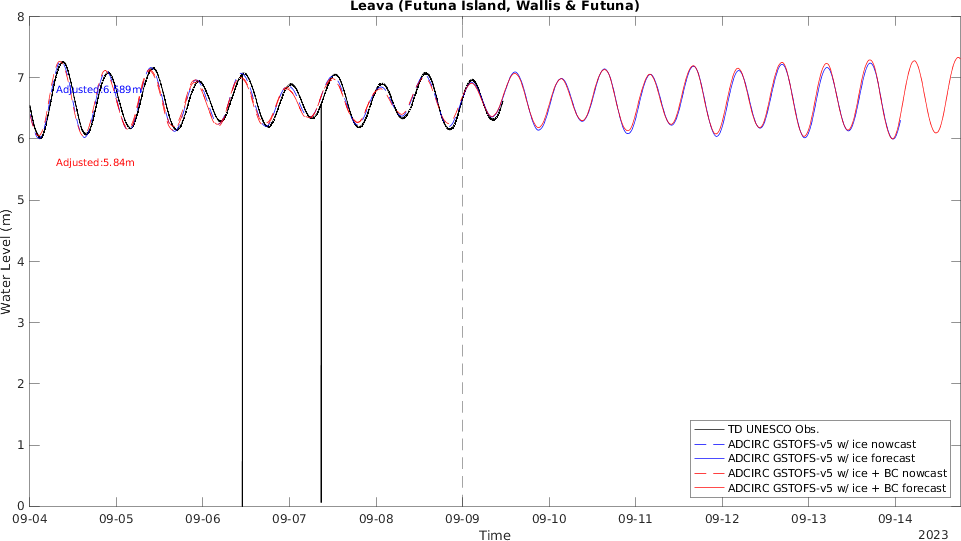 Leava (Futuna Island, Wallis & Futuna)
8
7
6
5
4
3
2
1
0
Water Level (m)
Adjusted:6.689m
Adjusted:5.84m
TD UNESCO Obs.
ADCIRC GSTOFS-v5 w/ ice nowcast
ADCIRC GSTOFS-v5 w/ ice forecast
ADCIRC GSTOFS-v5 w/ ice + BC nowcast
ADCIRC GSTOFS-v5 w/ ice + BC forecast
09-04 09-05 09-06 09-07 09-08 09-09 09-10 09-11 09-12 09-13 09-14
Time
2023